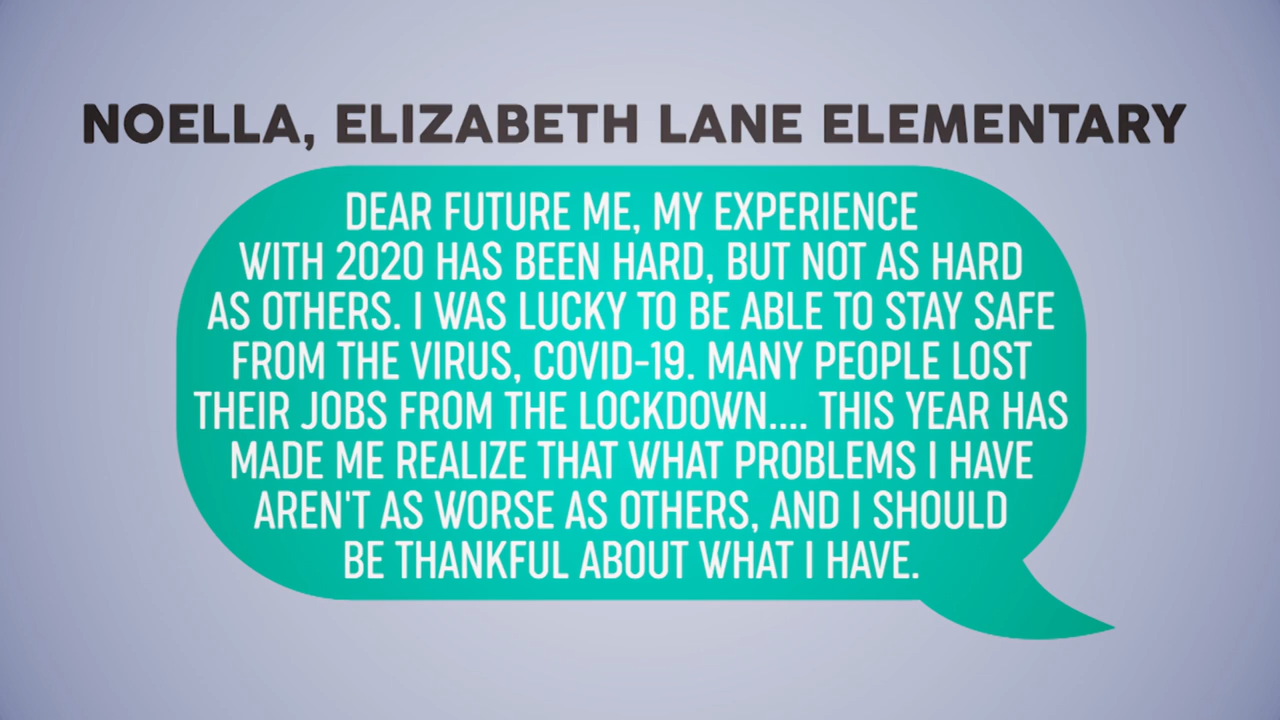 NOELLA, ELIZABETH LANE ELEMENTARY
DEAR FUTURE ME, MY EXPERIENCE
WITH 2020 HAS BEEN HARD, BUT NOT AS HARD
AS OTHERS. I WAS LUCKY TO BE ABLE TO STAY SAFE
FROM THE VIRUS, COVID-19. MANY PEOPLE LOST
THEIR JOBS FROM THE LOCKDOWN.... THIS YEAR HAS
MADE ME REALIZE THAT WHAT PROBLEMS I HAVE
AREN'T AS WORSE AS OTHERS, AND I SHOULD
BE THANKFUL ABOUT WHAT I HAVE.